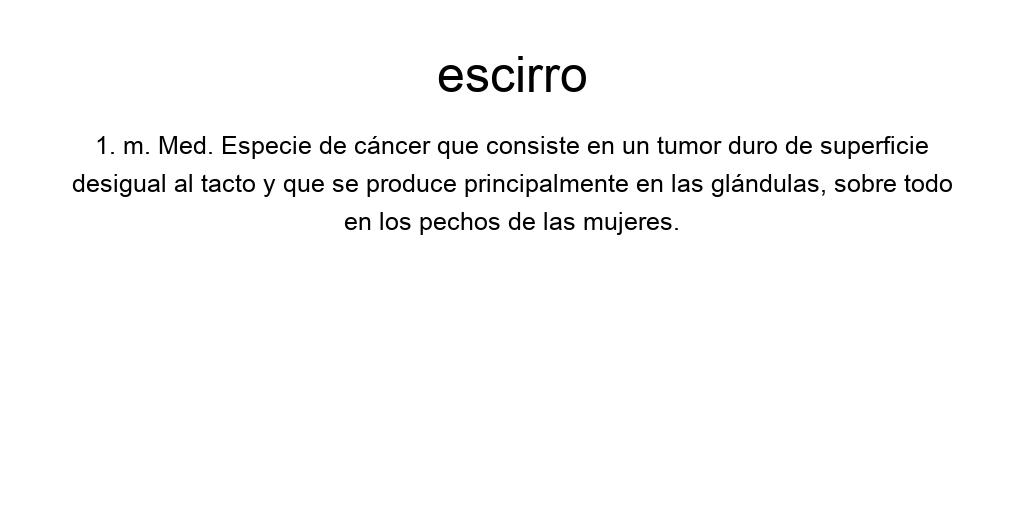 escirro
1. m. Med. Especie de cáncer que consiste en un tumor duro de superficie
desigual al tacto y que se produce principalmente en las glándulas, sobre todo
en los pechos de las mujeres.